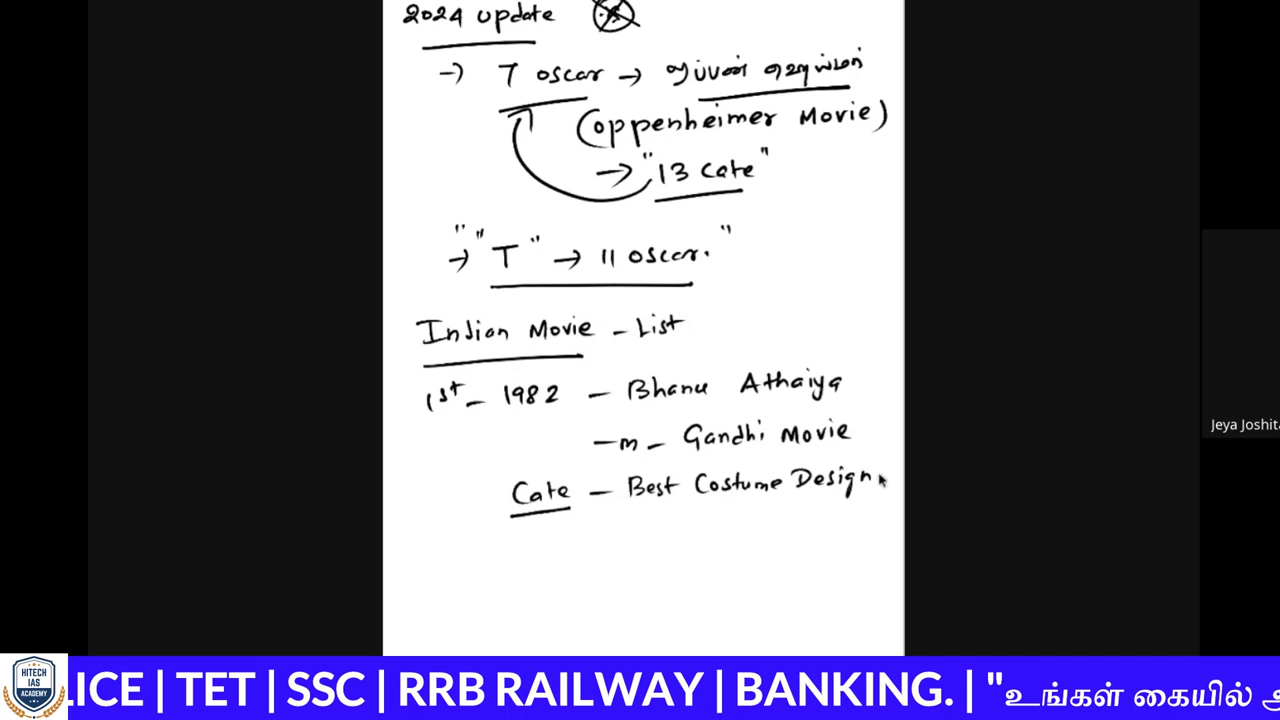 2024 update
→ 7 oscar → ஓப்பன் ஹெய்மர்
(Oppenheimer Movie)
→ "13 Cate"
→ "T" → 11 oscar."
Indian Movie - List
1st - 1982 - Bhanu Athaiya
- m - Gandhi Movie
Cate - Best Costume Design
Jeya Joshit
HITECH
IAS
ACADEMY
LICE | TET | SSC | RRB RAILWAY | BANKING. | "உங்கள் கையில்